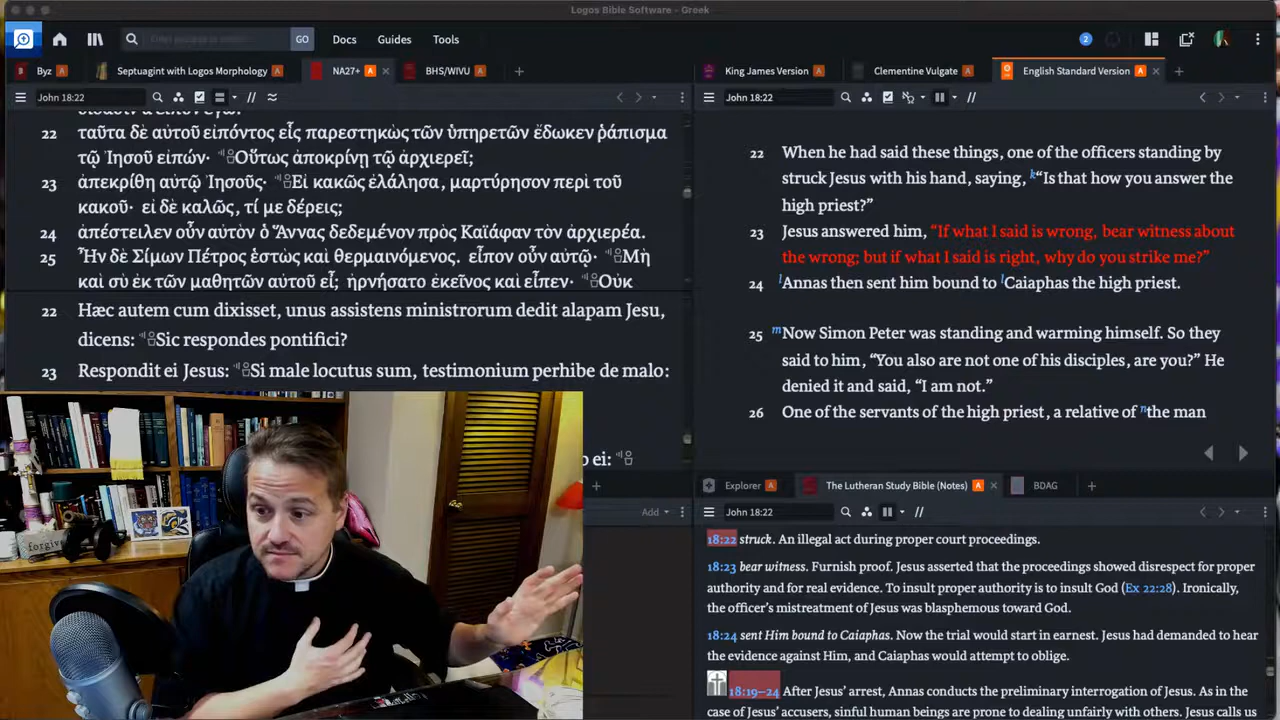 Logos Bible Software - Greek
GO
Docs
Guides
Tools
2
Byz A
Septuagint with Logos Morphology A
NA27+ A
BHS/WIVU A
John 18:22
22 ταῦτα δὲ αὐτοῦ εἰπόντος εἷς παρεστηκὼς τῶν ὑπηρετῶν ἔδωκεν ῥάπισμα
τῷ Ἰησοῦ εἰπών· Οὕτως ἀποκρίνῃ τῷ ἀρχιερεῖ;
23 ἀπεκρίθη αὐτῷ Ἰησοῦς· Εἰ κακῶς ἐλάλησα, μαρτύρησον περὶ τοῦ
κακοῦ· εἰ δὲ καλῶς, τί με δέρεις;
24 ἀπέστειλεν οὖν αὐτὸν ὁ Ἅννας δεδεμένον πρὸς Καϊάφαν τὸν ἀρχιερέα.
25 Ἦν δὲ Σίμων Πέτρος ἑστὼς καὶ θερμαινόμενος. εἶπον οὖν αὐτῷ· Μὴ
καὶ σὺ ἐκ τῶν μαθητῶν αὐτοῦ εἶ; ἠρνήσατο ἐκεῖνος καὶ εἶπεν· Οὐκ
22 Hæc autem cum dixisset, unus assistens ministrorum dedit alapam Jesu,
dicens: Sic respondes pontifici?
23 Respondit ei Jesus: Si male locutus sum, testimonium perhibe de malo:
ei:
Add
forgive
King James Version A
Clementine Vulgate A
English Standard Version A
John 18:22
22 When he had said these things, one of the officers standing by
struck Jesus with his hand, saying, k“Is that how you answer the
high priest?”
23 Jesus answered him, “If what I said is wrong, bear witness about
the wrong; but if what I said is right, why do you strike me?”
24 lAnnas then sent him bound to lCaiaphas the high priest.
25 mNow Simon Peter was standing and warming himself. So they
said to him, “You also are not one of his disciples, are you?” He
denied it and said, “I am not.”
26 One of the servants of the high priest, a relative of nthe man
Explorer A
The Lutheran Study Bible (Notes) A
BDAG
John 18:22
18:22 struck. An illegal act during proper court proceedings.
18:23 bear witness. Furnish proof. Jesus asserted that the proceedings showed disrespect for proper
authority and for real evidence. To insult proper authority is to insult God (Ex 22:28). Ironically,
the officer’s mistreatment of Jesus was blasphemous toward God.
18:24 sent Him bound to Caiaphas. Now the trial would start in earnest. Jesus had demanded to hear
the evidence against Him, and Caiaphas would attempt to oblige.
18:19–24 After Jesus’ arrest, Annas conducts the preliminary interrogation of Jesus. As in the
case of Jesus’ accusers, sinful human beings are prone to dealing unfairly with others. Jesus calls us